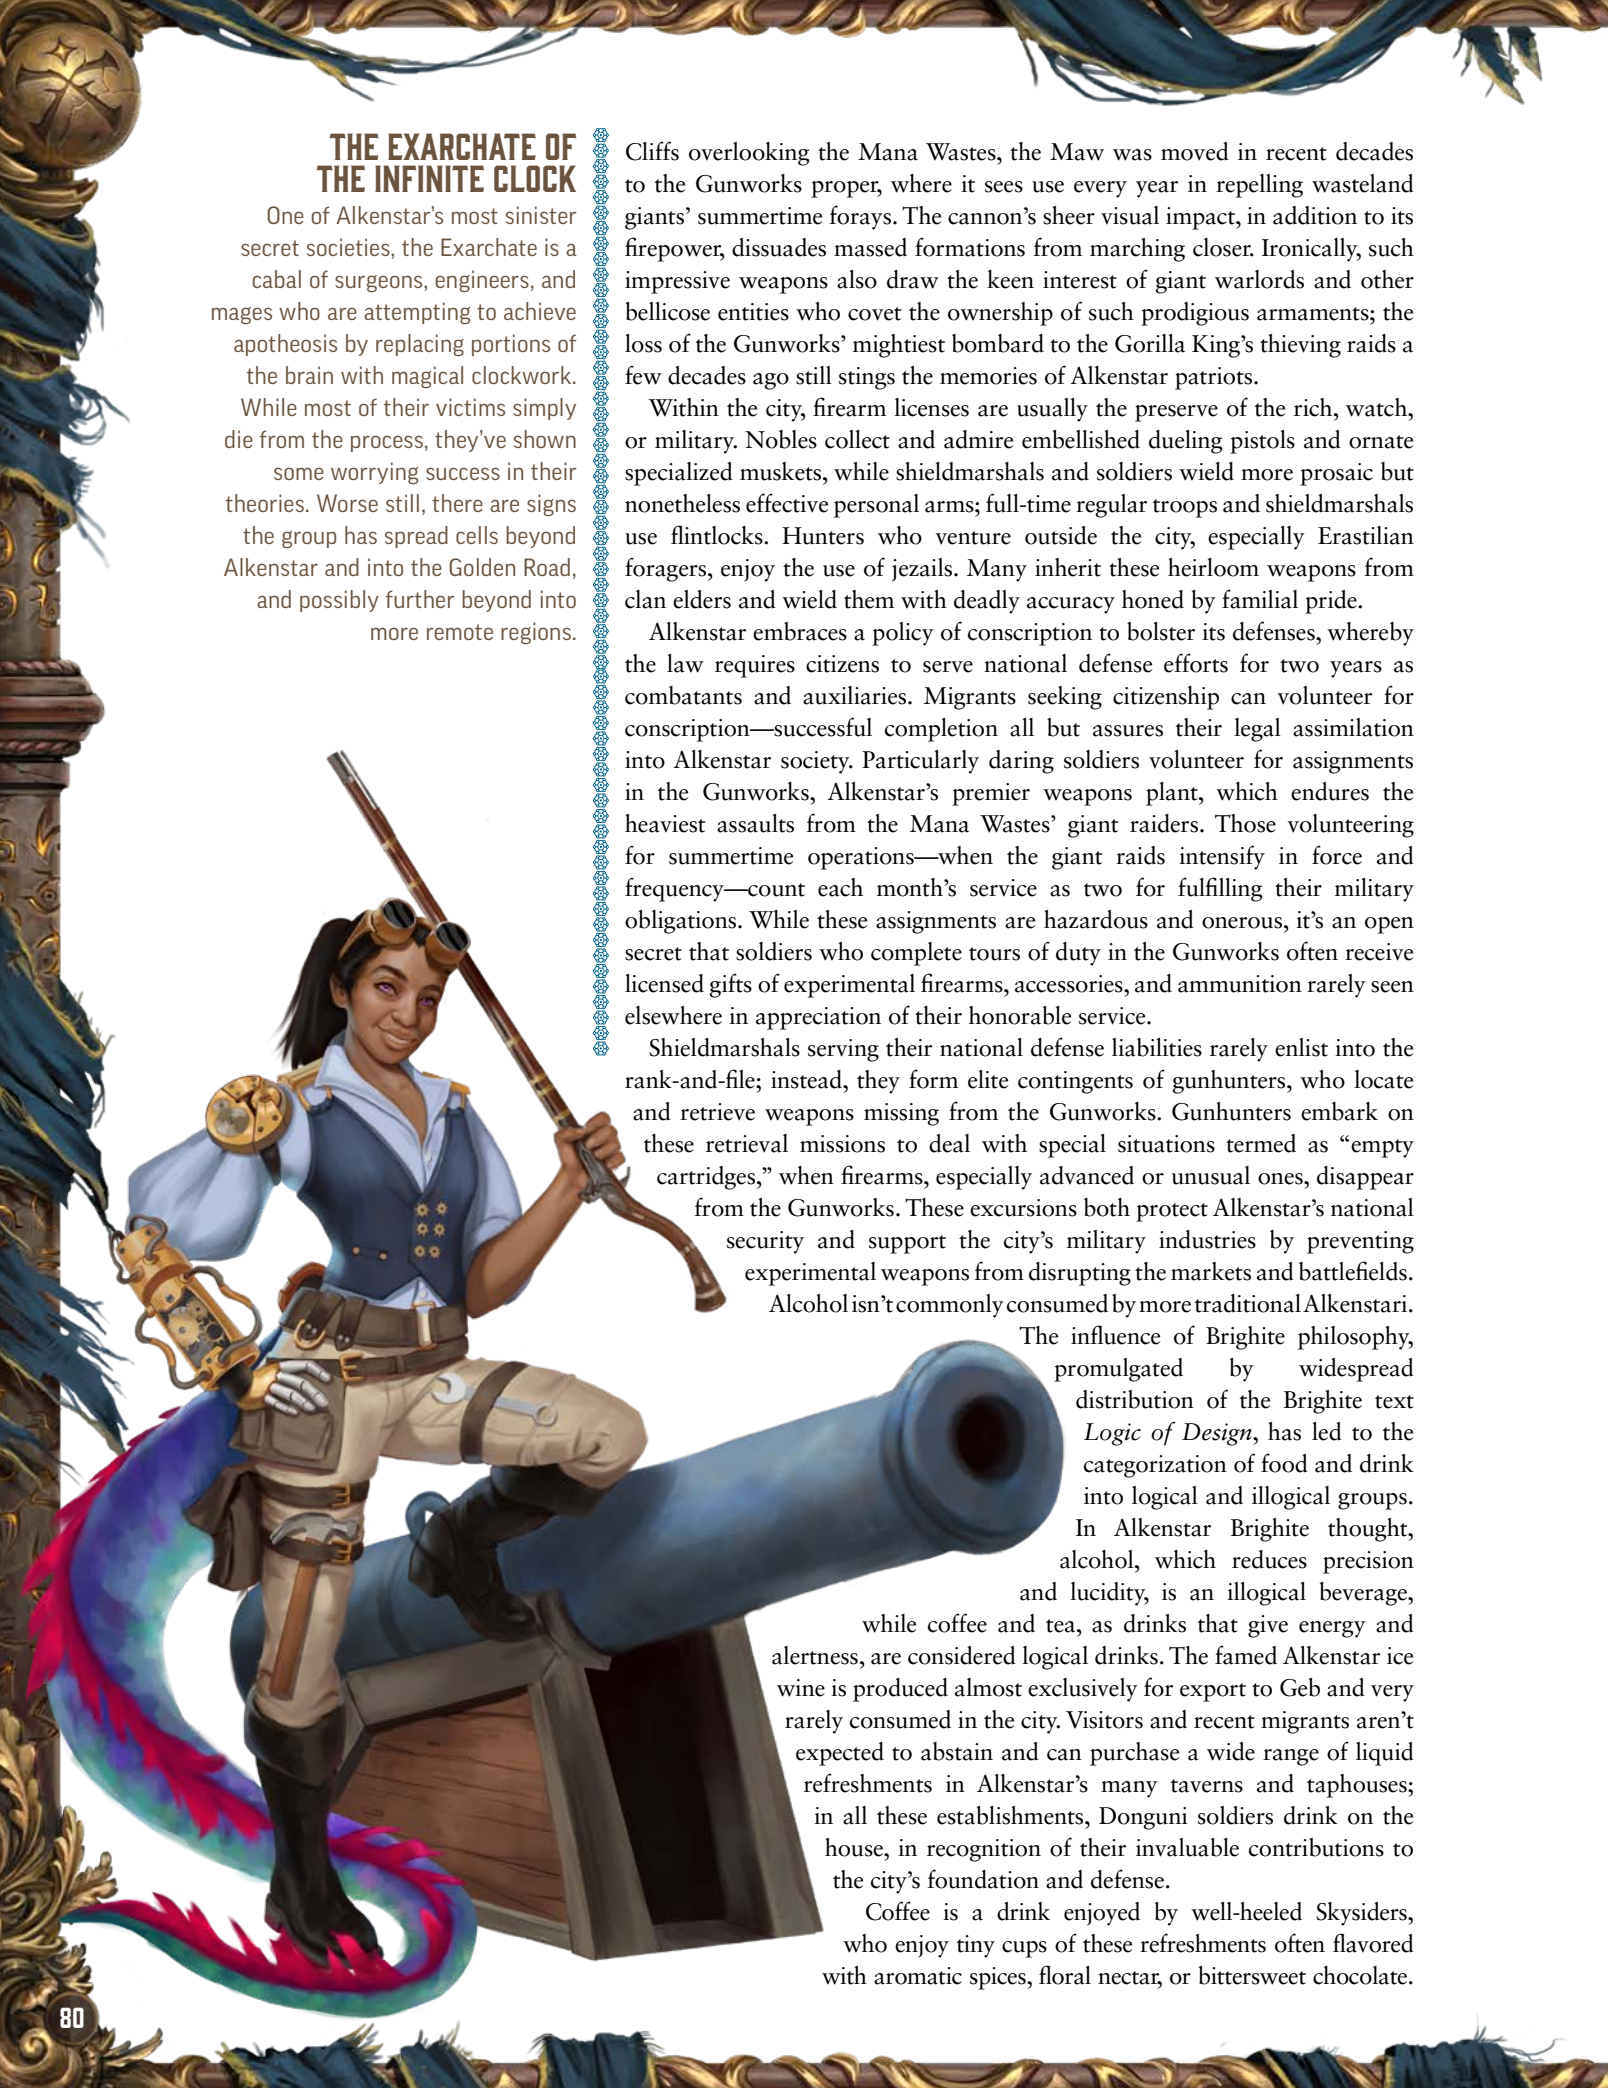 THE EXARCHATE OF
THE INFINITE CLOCK
One of Alkenstar’s most sinister
secret societies, the Exarchate is a
cabal of surgeons, engineers, and
mages who are attempting to achieve
apotheosis by replacing portions of
the brain with magical clockwork.
While most of their victims simply
die from the process, they’ve shown
some worrying success in their
theories. Worse still, there are signs
the group has spread cells beyond
Alkenstar and into the Golden Road,
and possibly further beyond into
more remote regions.
Cliffs overlooking the Mana Wastes, the Maw was moved in recent decades
to the Gunworks proper, where it sees use every year in repelling wasteland
giants’ summertime forays. The cannon’s sheer visual impact, in addition to its
firepower, dissuades massed formations from marching closer. Ironically, such
impressive weapons also draw the keen interest of giant warlords and other
bellicose entities who covet the ownership of such prodigious armaments; the
loss of the Gunworks’ mightiest bombard to the Gorilla King’s thieving raids a
few decades ago still stings the memories of Alkenstar patriots.
Within the city, firearm licenses are usually the preserve of the rich, watch,
or military. Nobles collect and admire embellished dueling pistols and ornate
specialized muskets, while shieldmarshals and soldiers wield more prosaic but
nonetheless effective personal arms; full-time regular troops and shieldmarshals
use flintlocks. Hunters who venture outside the city, especially Erastilian
foragers, enjoy the use of jezails. Many inherit these heirloom weapons from
clan elders and wield them with deadly accuracy honed by familial pride.
Alkenstar embraces a policy of conscription to bolster its defenses, whereby
the law requires citizens to serve national defense efforts for two years as
combatants and auxiliaries. Migrants seeking citizenship can volunteer for
conscription—successful completion all but assures their legal assimilation
into Alkenstar society. Particularly daring soldiers volunteer for assignments
in the Gunworks, Alkenstar’s premier weapons plant, which endures the
heaviest assaults from the Mana Wastes’ giant raiders. Those volunteering
for summertime operations—when the giant raids intensify in force and
frequency—count each month’s service as two for fulfilling their military
obligations. While these assignments are hazardous and onerous, it’s an open
secret that soldiers who complete tours of duty in the Gunworks often receive
licensed gifts of experimental firearms, accessories, and ammunition rarely seen
elsewhere in appreciation of their honorable service.
Shieldmarshals serving their national defense liabilities rarely enlist into the
rank-and-file; instead, they form elite contingents of gunhunters, who locate
and retrieve weapons missing from the Gunworks. Gunhunters embark on
these retrieval missions to deal with special situations termed as “empty
cartridges,” when firearms, especially advanced or unusual ones, disappear
from the Gunworks. These excursions both protect Alkenstar’s national
security and support the city’s military industries by preventing
experimental weapons from disrupting the markets and battlefields.
Alcohol isn’t commonly consumed by more traditional Alkenstari.
The influence of Brighite philosophy,
promulgated by widespread
distribution of the Brighite text
Logic of Design, has led to the
categorization of food and drink
into logical and illogical groups.
In Alkenstar Brighite thought,
alcohol, which reduces precision
and lucidity, is an illogical beverage,
while coffee and tea, as drinks that give energy and
alertness, are considered logical drinks. The famed Alkenstar ice
wine is produced almost exclusively for export to Geb and very
rarely consumed in the city. Visitors and recent migrants aren’t
expected to abstain and can purchase a wide range of liquid
refreshments in Alkenstar’s many taverns and taphouses;
in all these establishments, Donguni soldiers drink on the
house, in recognition of their invaluable contributions to
the city’s foundation and defense.
Coffee is a drink enjoyed by well-heeled Skysiders,
who enjoy tiny cups of these refreshments often flavored
with aromatic spices, floral nectar, or bittersweet chocolate.
80